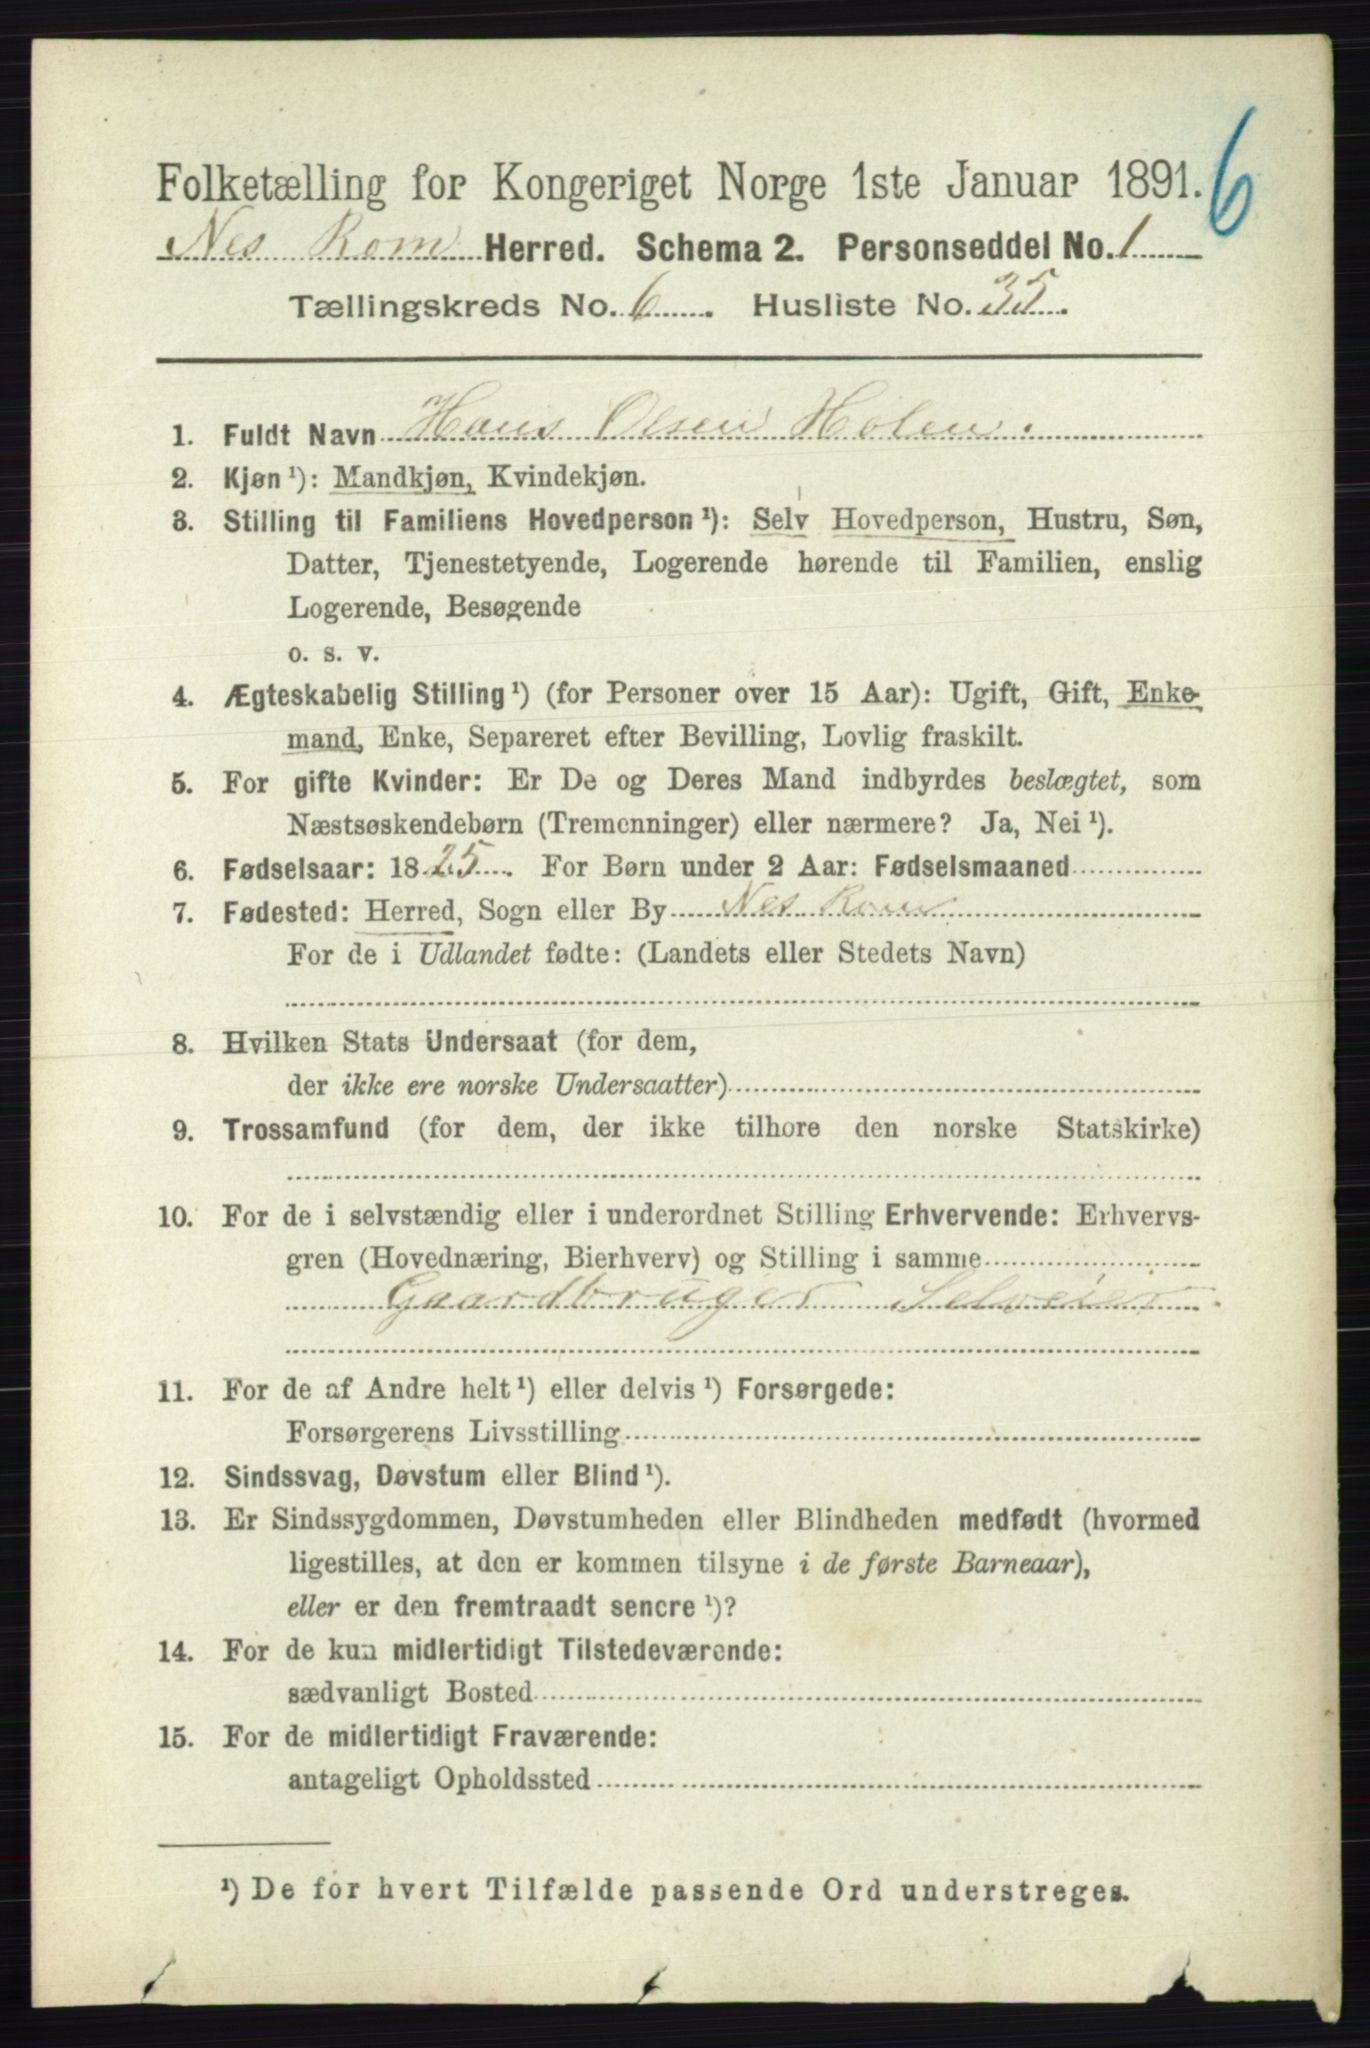 6
Folketælling for Kongeriget Norge 1ste Januar 1891.
Nes Rom Herred. Schema 2. Personseddel No. 1
Tællingskreds No. 6. Husliste No. 35.
1. Fuldt Navn Hans Olsen Holen.
2. Kjøn ¹): Mandkjøn, Kvindekjøn.
3. Stilling til Familiens Hovedperson ¹): Selv Hovedperson, Hustru, Søn,
Datter, Tjenestetyende, Logerende hørende til Familien, enslig
Logerende, Besøgende
o. s. v.
4. Ægteskabelig Stilling ¹) (for Personer over 15 Aar): Ugift, Gift, Enke-
mand, Enke, Separeret efter Bevilling, Lovlig fraskilt.
5. For gifte Kvinder: Er De og Deres Mand indbyrdes beslægtet, som
Næstsøskendebørn (Tremenninger) eller nærmere? Ja, Nei ¹).
6. Fødselsaar: 1825. For Børn under 2 Aar: Fødselsmaaned
7. Fødested: Herred, Sogn eller By Nes Rom
For de i Udlandet fødte: (Landets eller Stedets Navn)
8. Hvilken Stats Undersaat (for dem,
der ikke ere norske Undersaatter)
9. Trossamfund (for dem, der ikke tilhøre den norske Statskirke)
10. For de i selvstændig eller i underordnet Stilling Erhvervende: Erhvervs-
gren (Hovednæring, Bierhverv) og Stilling i samme
Gaardbruger Selveier.
11. For de af Andre helt ¹) eller delvis ¹) Forsørgede:
Forsørgerens Livsstilling
12. Sindssvag, Døvstum eller Blind ¹).
13. Er Sindssygdommen, Døvstumheden eller Blindheden medfødt (hvormed
ligestilles, at den er kommen tilsyne i de første Barneaar),
eller er den fremtraadt senere ¹)?
14. For de kun midlertidigt Tilstedeværende:
sædvanligt Bosted
15. For de midlertidigt Fraværende:
antageligt Opholdssted
¹) De for hvert Tilfælde passende Ord understreges.